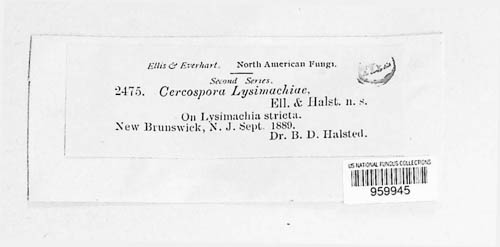 Ellis & Everhart. North American Fungi.
Second Series.
2475. Cercospora Lysimachiae,
Ell. & Halst. n. s.
On Lysimachia stricta.
New Brunswick, N. J. Sept. 1889.
Dr. B. D. Halsted.
US NATIONAL FUNGUS COLLECTIONS
959945